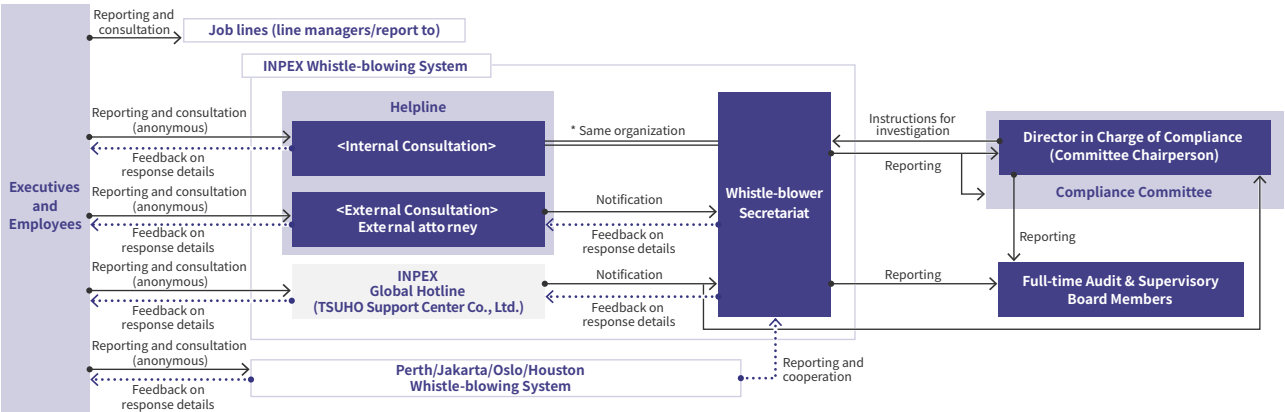 Reporting and
consultation
Job lines (line managers/report to)
INPEX Whistle-blowing System
Executives
and
Employees
Reporting and consultation
(anonymous)
Feedback on
response details
Helpline
<Internal Consultation>
* Same organization
Reporting and consultation
(anonymous)
Feedback on
response details
<External Consultation>
External attorney
Notification
Feedback on
response details
Reporting and consultation
(anonymous)
Feedback on
response details
INPEX
Global Hotline
(TSUHO Support Center Co., Ltd.)
Notification
Feedback on
response details
Reporting and consultation
(anonymous)
Feedback on
response details
Perth/Jakarta/Oslo/Houston
Whistle-blowing System
Reporting and
cooperation
Whistle-blower
Secretariat
Instructions for
investigation
Reporting
Director in Charge of Compliance
(Committee Chairperson)
Compliance Committee
Reporting
Reporting
Full-time Audit & Supervisory
Board Members